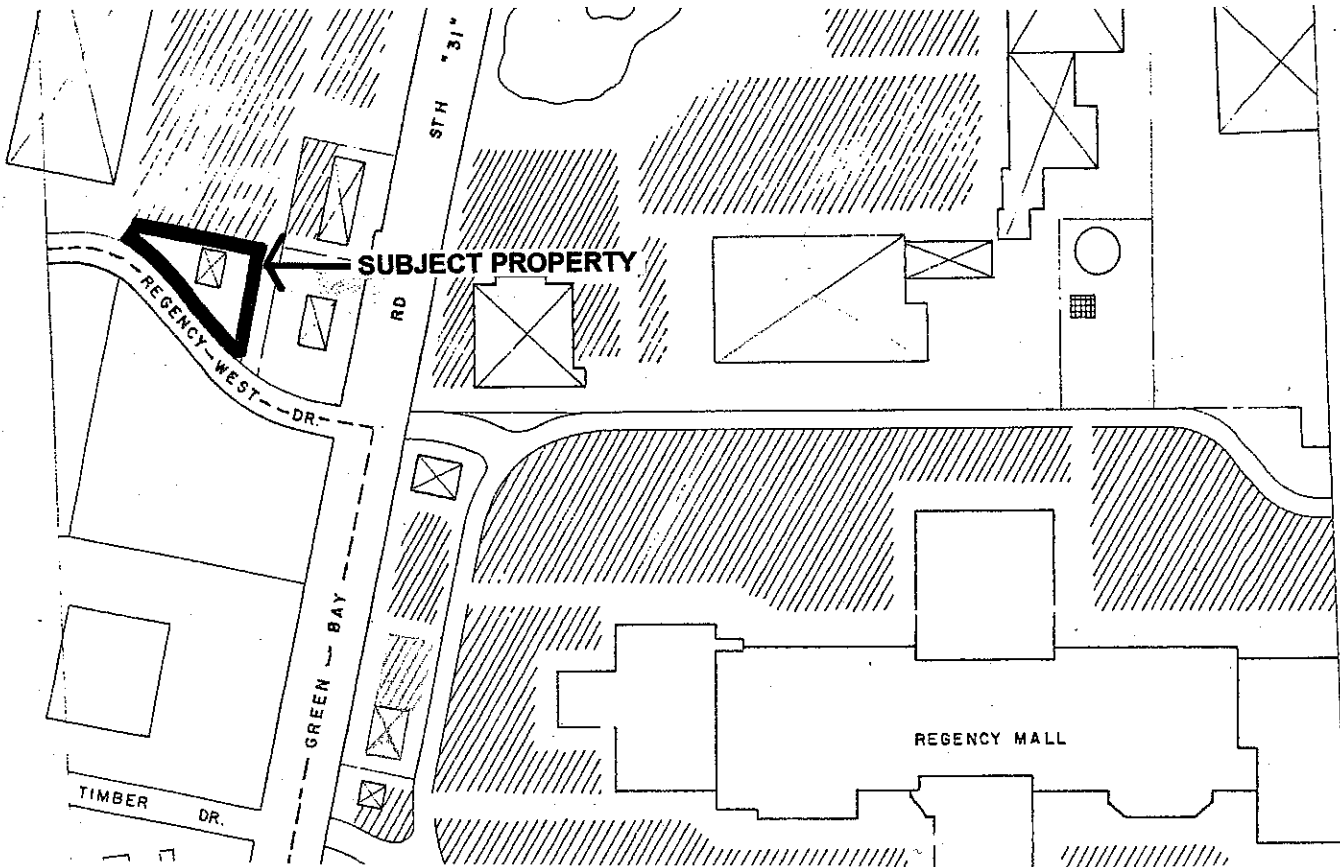 STH "31"
SUBJECT PROPERTY
RD
REGENCY WEST DR.
GREEN BAY
REGENCY MALL
TIMBER DR.